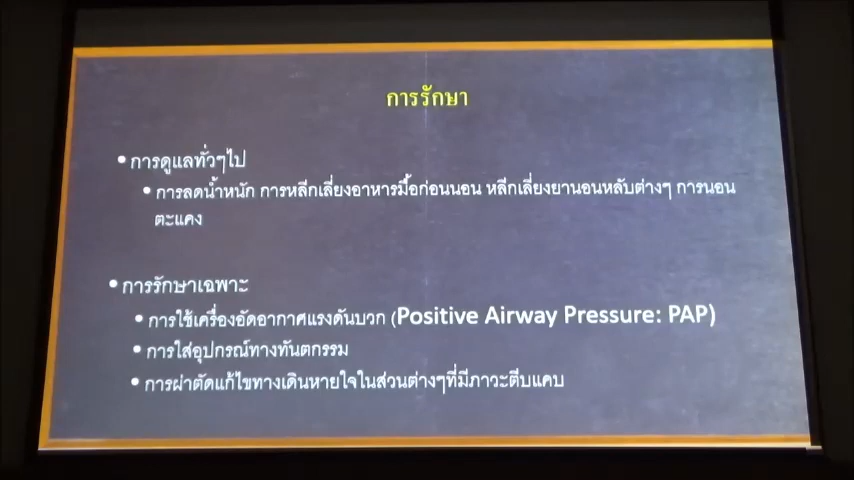 การรักษา
•การดูแลทั่วๆไป
• การลดน้ำหนัก การหลีกเลี่ยงอาหารมื้อก่อนนอน หลีกเลี่ยงยานอนหลับต่างๆ การนอน
ตะแคง
•การรักษาเฉพาะ
• การใช้เครื่องอัดอากาศแรงดันบวก (Positive Airway Pressure: PAP)
• การใส่อุปกรณ์ทางทันตกรรม
• การผ่าตัดแก้ไขทางเดินหายใจในส่วนต่างๆที่มีภาวะตีบแคบ